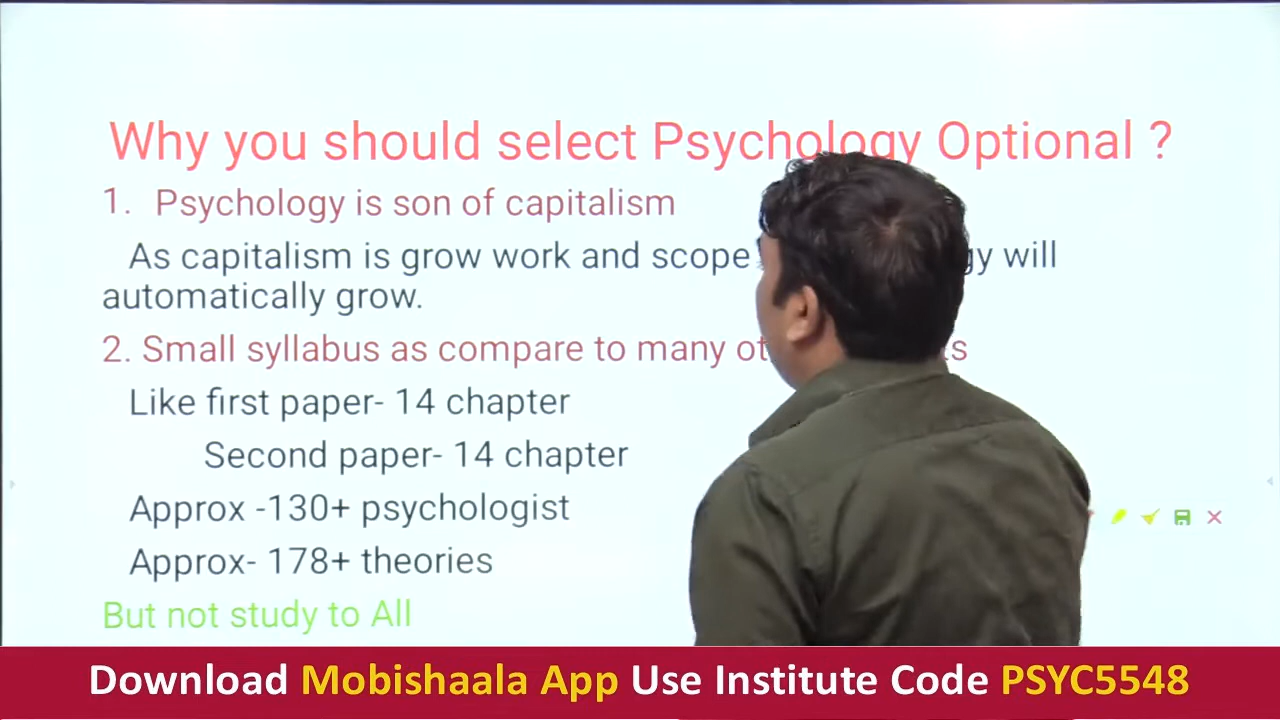 Why you should select Psychology Optional ?
1. Psychology is son of capitalism
As capitalism is grow work and scope will
automatically grow.
2. Small syllabus as compare to many
Like first paper- 14 chapter
Second paper- 14 chapter
Approx -130+ psychologist
Approx- 178+ theories
But not study to All
Download Mobishaala App Use Institute Code PSYC5548